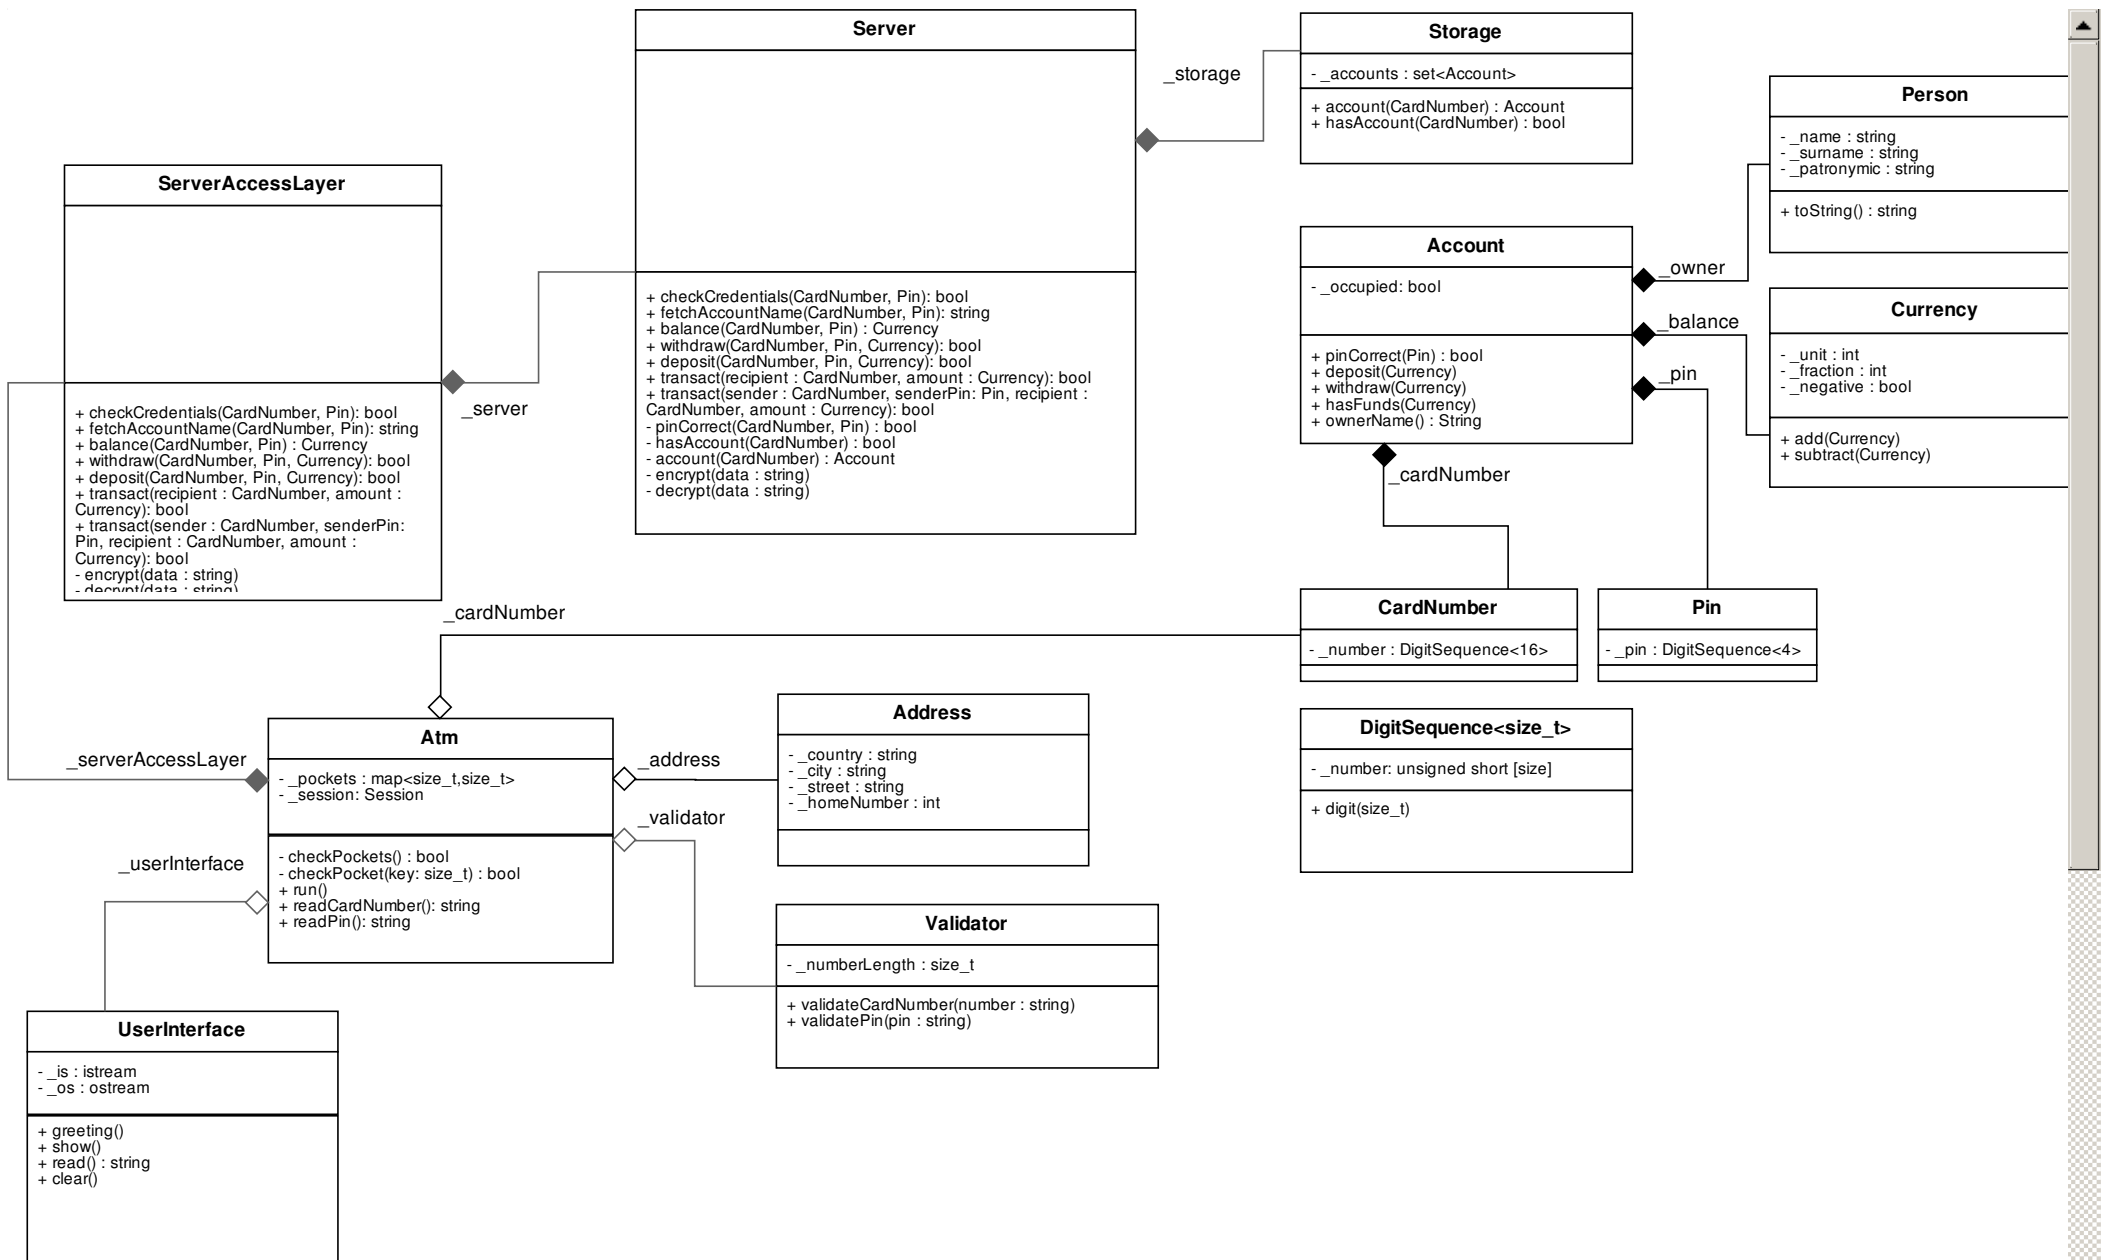 Server
+ checkCredentials(CardNumber, Pin): bool
+ fetchAccountName(CardNumber, Pin): string
+ balance(CardNumber, Pin) : Currency
+ withdraw(CardNumber, Pin, Currency): bool
+ deposit(CardNumber, Pin, Currency): bool
+ transact(recipient : CardNumber, amount : Currency): bool
+ transact(sender : CardNumber, senderPin: Pin, recipient :
CardNumber, amount : Currency): bool
- pinCorrect(CardNumber, Pin) : bool
- hasAccount(CardNumber) : bool
- account(CardNumber) : Account
- encrypt(data : string)
- decrypt(data : string)
_storage
Storage
- _accounts : set<Account>
+ account(CardNumber) : Account
+ hasAccount(CardNumber) : bool
Person
- _name : string
- _surname : string
- _patronymic : string
+ toString() : string
ServerAccessLayer
+ checkCredentials(CardNumber, Pin): bool
+ fetchAccountName(CardNumber, Pin): string
+ balance(CardNumber, Pin) : Currency
+ withdraw(CardNumber, Pin, Currency): bool
+ deposit(CardNumber, Pin, Currency): bool
+ transact(recipient : CardNumber, amount :
Currency): bool
+ transact(sender : CardNumber, senderPin:
Pin, recipient : CardNumber, amount :
Currency): bool
- encrypt(data : string)
- decrypt(data : string)
_server
Account
- _occupied: bool
+ pinCorrect(Pin) : bool
+ deposit(Currency)
+ withdraw(Currency)
+ hasFunds(Currency)
+ ownerName() : String
_owner
_balance
_pin
_cardNumber
Currency
- _unit : int
- _fraction : int
- _negative : bool
+ add(Currency)
+ subtract(Currency)
_cardNumber
CardNumber
- _number : DigitSequence<16>
Pin
- _pin : DigitSequence<4>
_serverAccessLayer
Atm
- _pockets : map<size_t,size_t>
- _session: Session
- checkPockets() : bool
- checkPocket(key: size_t) : bool
+ run()
+ readCardNumber(): string
+ readPin(): string
_address
Address
- _country : string
- _city : string
- _street : string
- _homeNumber : int
DigitSequence<size_t>
- _number: unsigned short [size]
+ digit(size_t)
_validator
_userInterface
Validator
- _numberLength : size_t
+ validateCardNumber(number : string)
+ validatePin(pin : string)
UserInterface
- _is : istream
- _os : ostream
+ greeting()
+ show()
+ read() : string
+ clear()